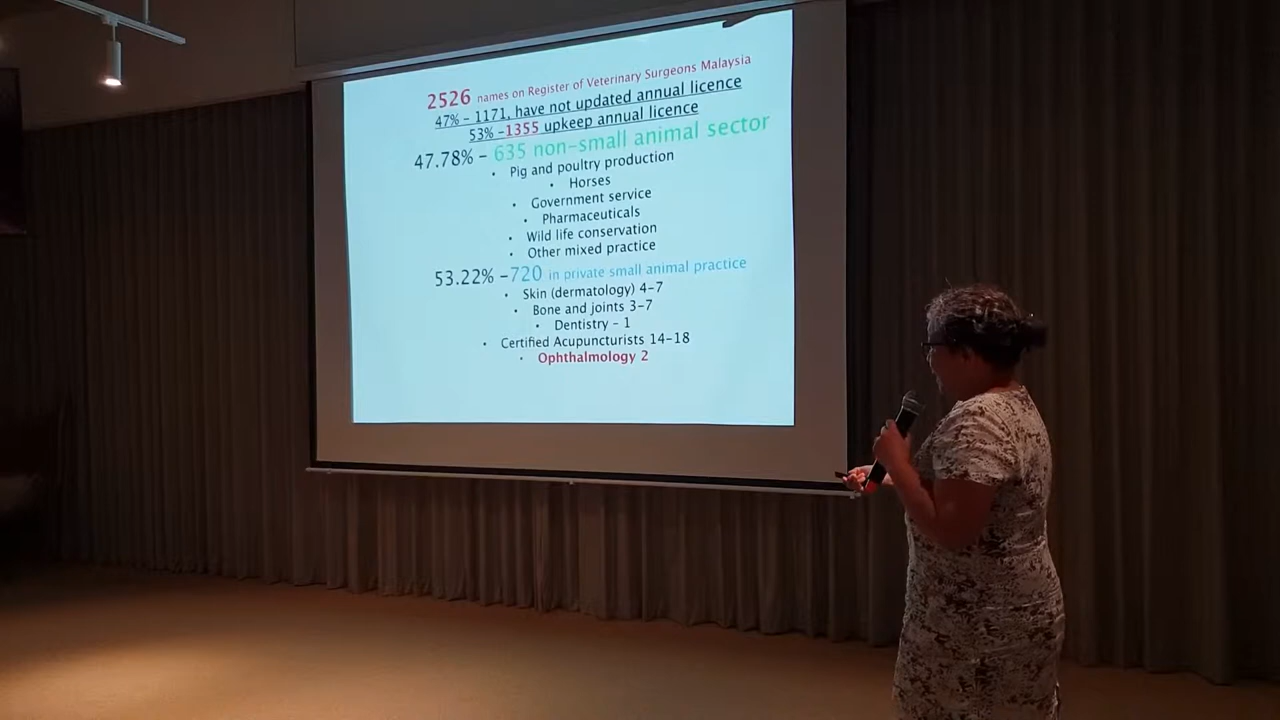 2526 names on Register of Veterinary Surgeons Malaysia
47% – 1171, have not updated annual licence
53% –1355 upkeep annual licence
47.78% – 635 non-small animal sector
• Pig and poultry production
• Horses
• Government service
• Pharmaceuticals
• Wild life conservation
• Other mixed practice
53.22% –720 in private small animal practice
• Skin (dermatology) 4–7
• Bone and joints 3–7
• Dentistry – 1
• Certified Acupuncturists 14–18
• Ophthalmology 2